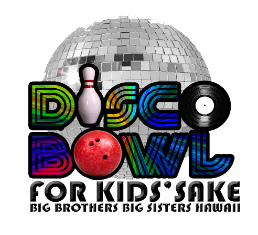 DISCO
BOWL
FOR KIDS' SAKE
BIG BROTHERS BIG SISTERS HAWAII